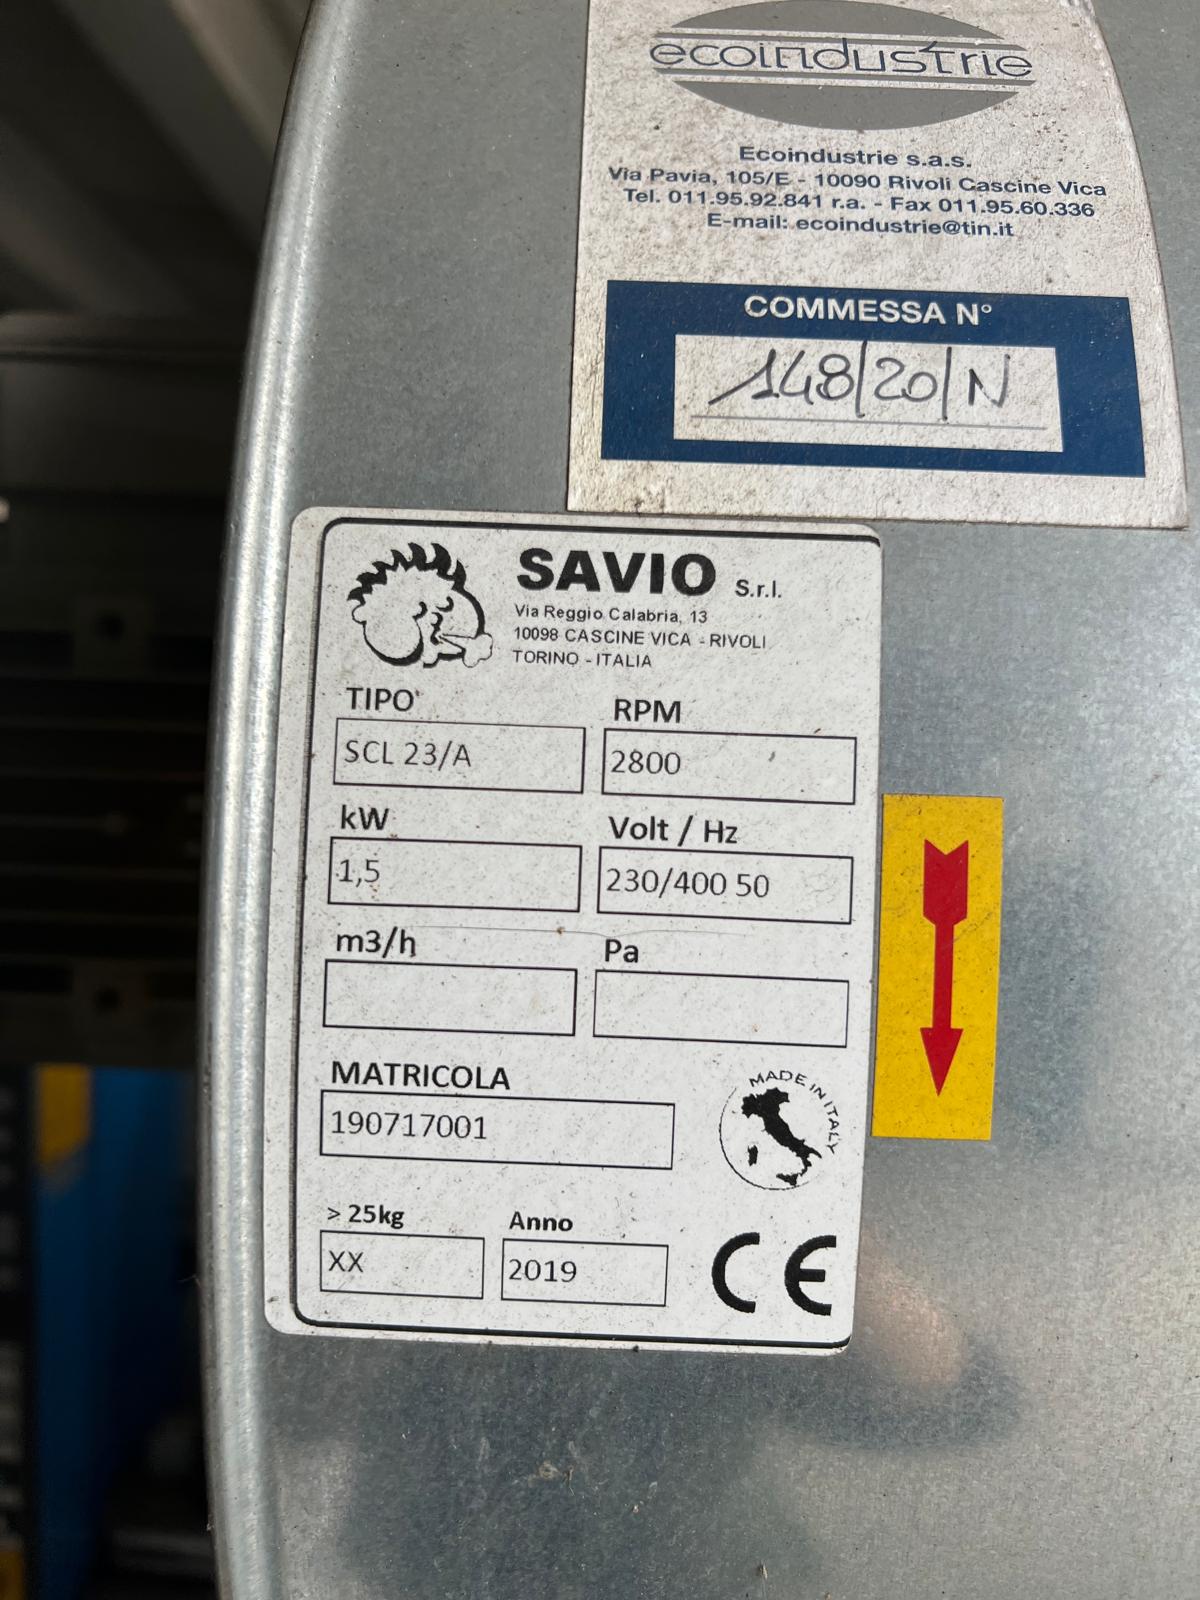 ecoindustrie
Ecoindustrie s.a.s.
Via Pavia, 105/E - 10090 Rivoli Cascine Vica
Tel. 011.95.92.841 r.a. - Fax 011.95.60.336
E-mail: ecoindustrie@tin.it
COMMESSA N°
148/20/N
SAVIO S.r.l.
Via Reggio Calabria, 13
10098 CASCINE VICA - RIVOLI
TORINO - ITALIA
TIPO RPM
SCL 23/A 2800
kW Volt / Hz
1,5 230/400 50
m3/h Pa
MATRICOLA
190717001
MADE IN ITALY
> 25kg Anno
XX 2019
CE